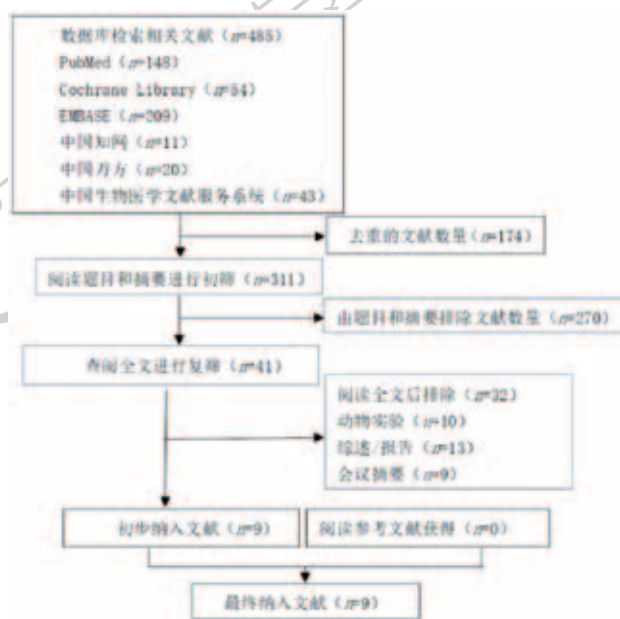 数据库检索相关文献（n=485）
PubMed（n=148）
Cochrane Library（n=54）
EMBASE（n=209）
中国知网（n=11）
中国万方（n=20）
中国生物医学文献服务系统（n=43）
去重的文献数量（n=174）
阅读题目和摘要进行初筛（n=311）
由题目和摘要排除文献数量（n=270）
查阅全文进行复筛（n=41）
阅读全文后排除（n=32）
动物实验（n=10）
综述/报告（n=13）
会议摘要（n=9）
初步纳入文献（n=9）
阅读参考文献获得（n=0）
最终纳入文献（n=9）